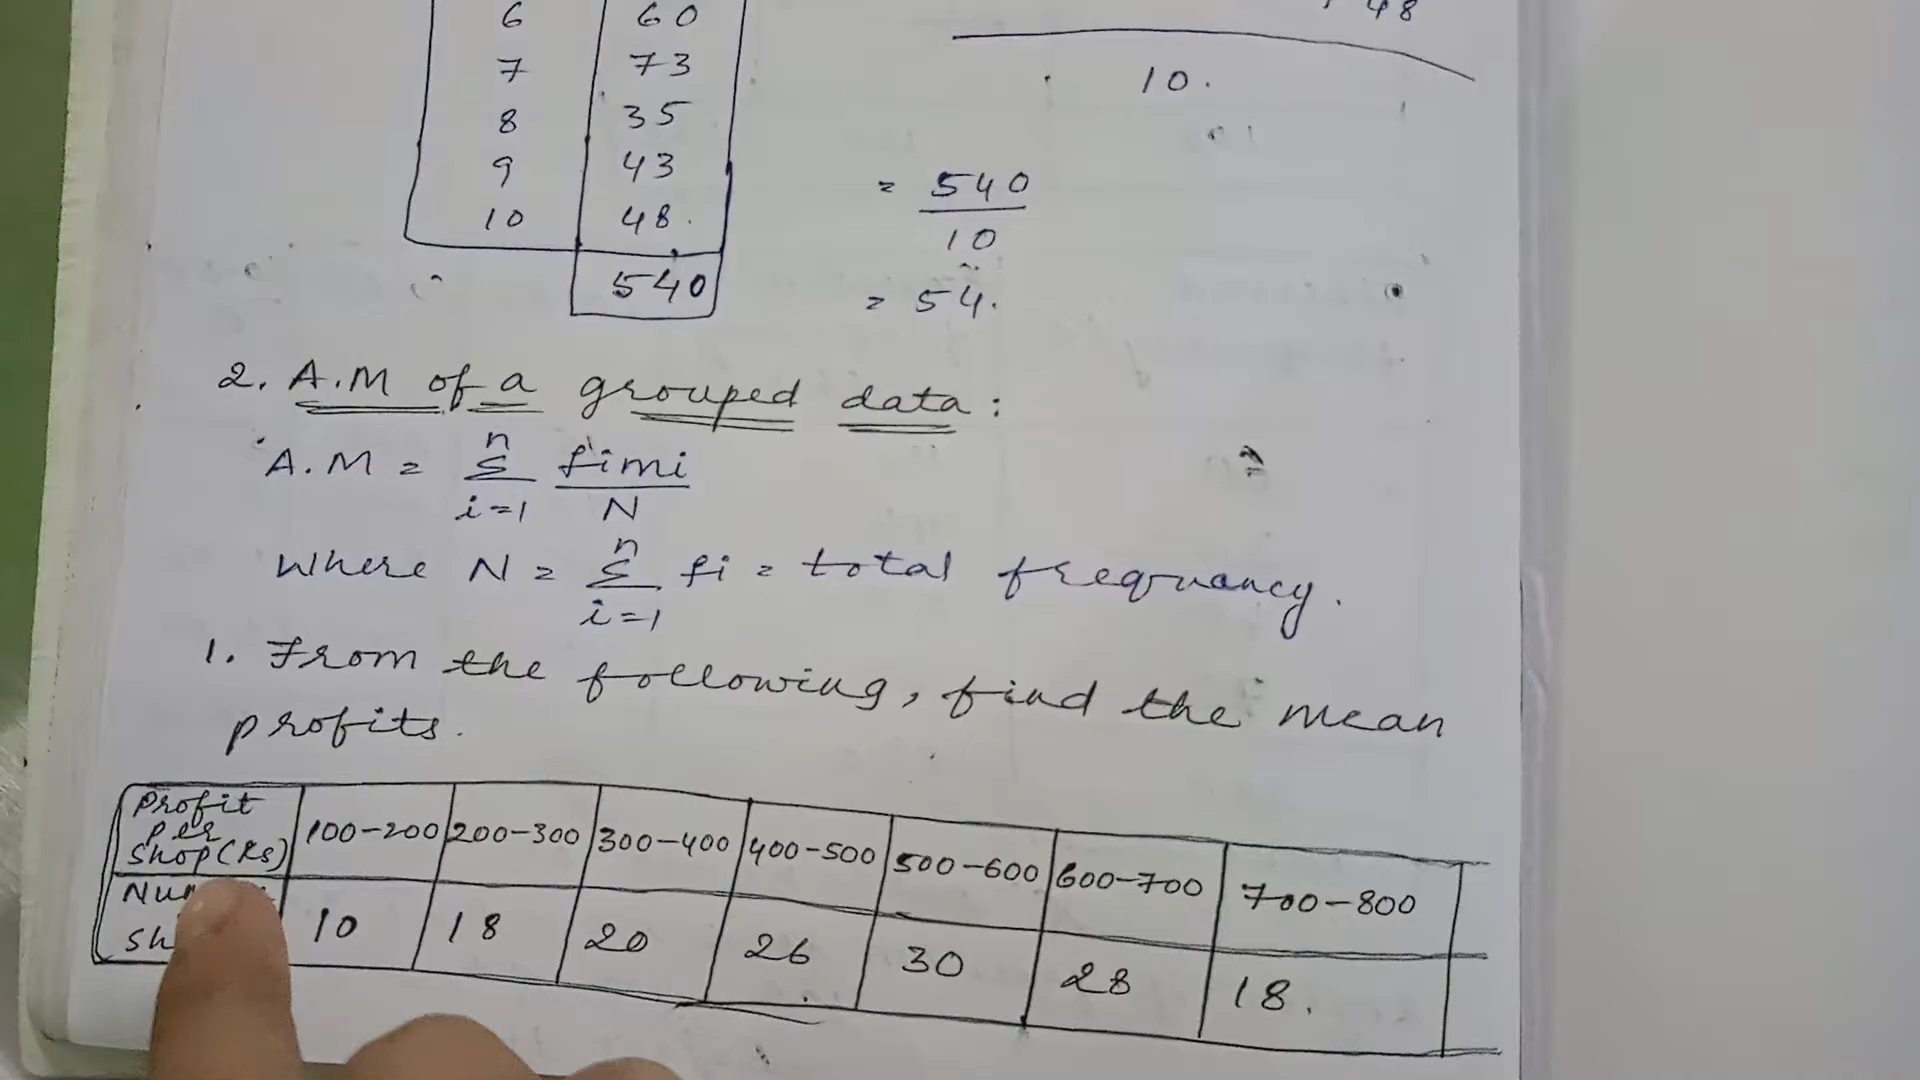 48
10.
6 60
7 73
8 35
9 43
10 48.
540
= 540
10
= 54.
2. A.M of a grouped data:
A.M = n Σ i=1 fimi
N
Where N = n Σ i=1 fi = total frequancy.
1. From the following, find the mean
profits.
Profit per Shop(Rs) 100-200 200-300 300-400 400-500 500-600 600-700 700-800
10 18 20 26 30 28 18.